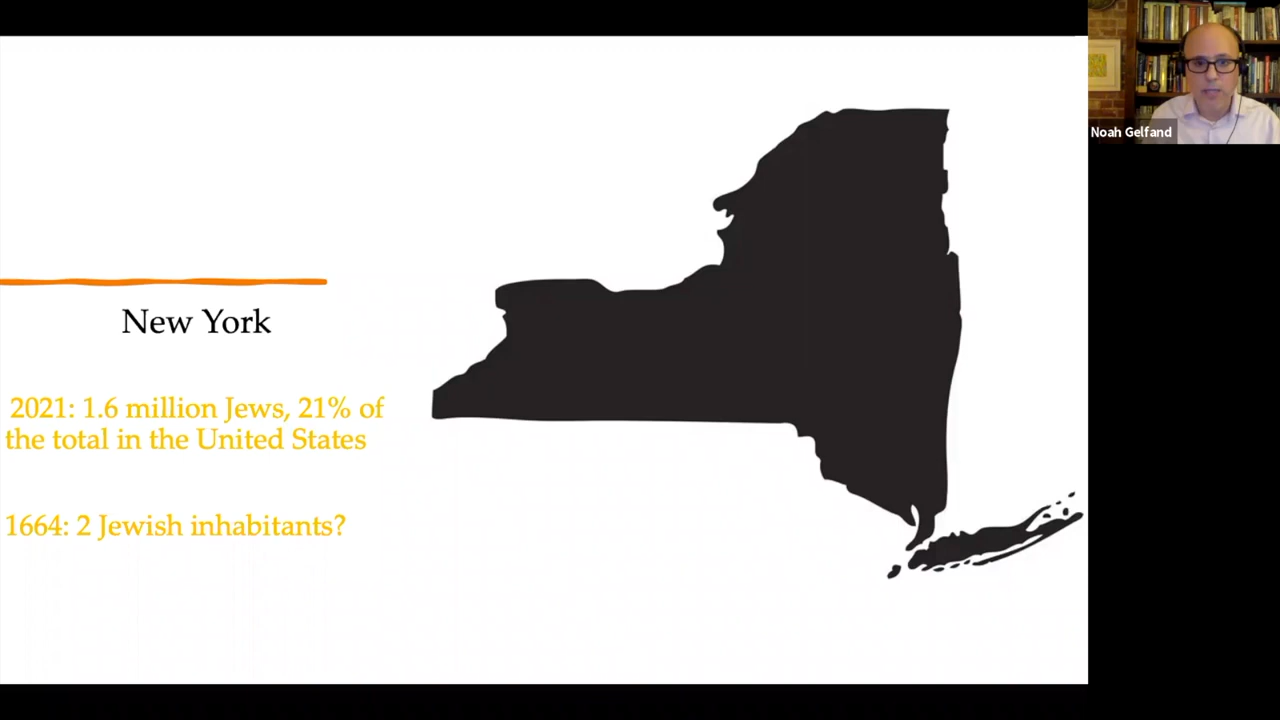 New York
2021: 1.6 million Jews, 21% of
the total in the United States
1664: 2 Jewish inhabitants?
Noah Gelfand